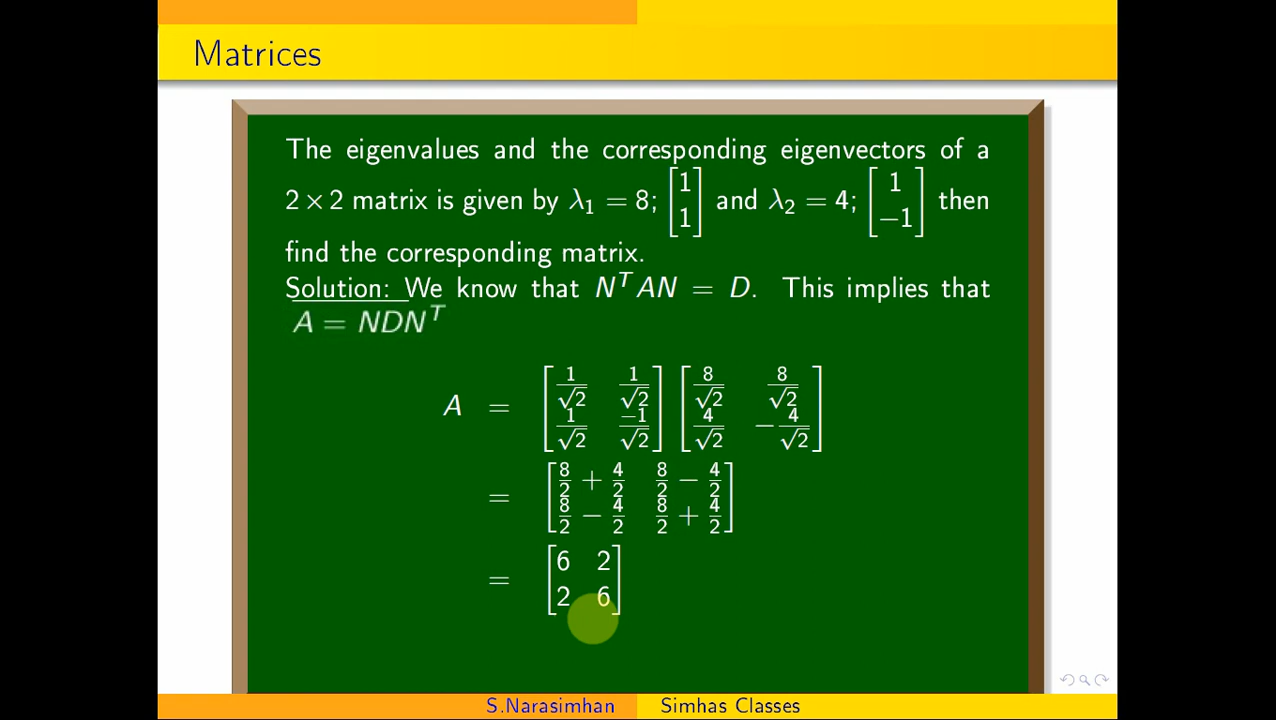 Matrices
The eigenvalues and the corresponding eigenvectors of a
2 × 2 matrix is given by λ₁ = 8; [1; 1] and λ₂ = 4; [1; −1] then
find the corresponding matrix.
Solution: We know that NᵀAN = D. This implies that
A = NDNᵀ
A = [1/√2 1/√2; 1/√2 −1/√2] [8/√2 8/√2; 4/√2 −4/√2]
= [8/2 + 4/2 8/2 − 4/2; 8/2 − 4/2 8/2 + 4/2]
= [6 2; 2 6]
S.Narasimhan Simhas Classes